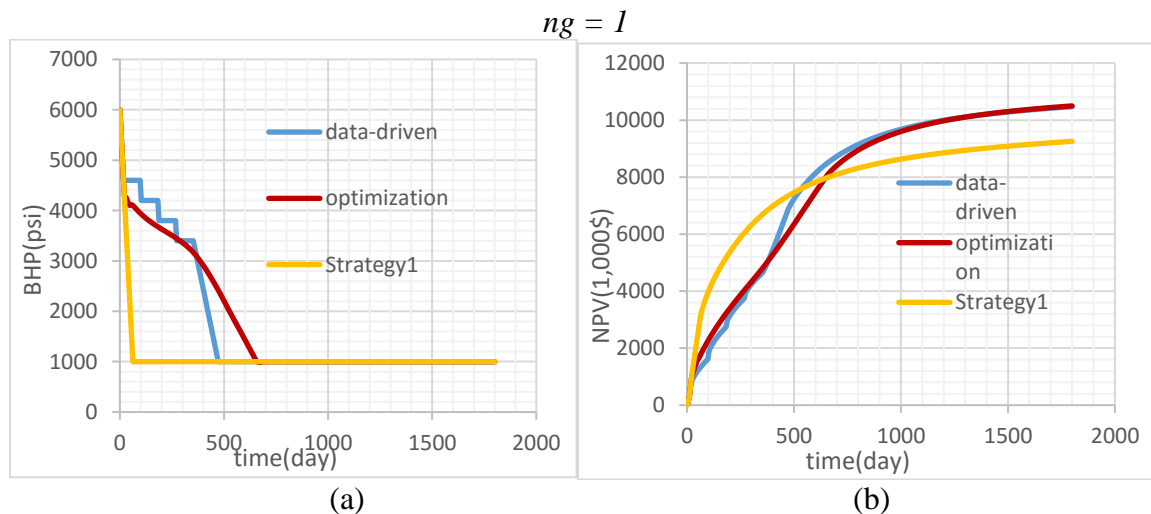 ng = 1
7000
6000
5000
4000
3000
2000
1000
0
BHP(psi)
data-driven
optimization
Strategy1
0
500
1000
1500
2000
time(day)
(a)
12000
10000
8000
6000
4000
2000
0
NPV(1,000$)
data-
driven
optimizati
on
Strategy1
0
500
1000
1500
2000
time(day)
(b)